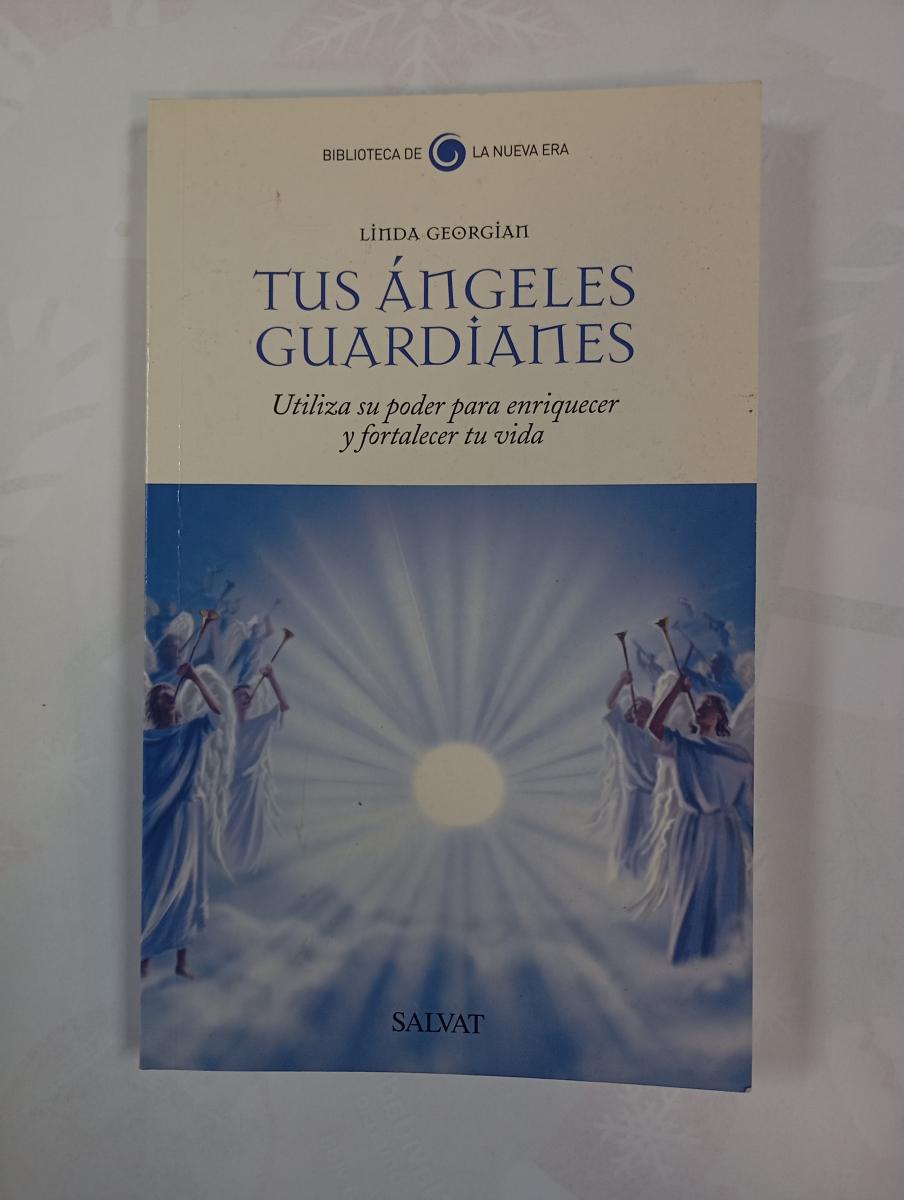 BIBLIOTECA DE LA NUEVA ERA
LINDA GEORGIAN
TUS ÁNGELES
GUARDIANES
Utiliza su poder para enriquecer
y fortalecer tu vida
SALVAT